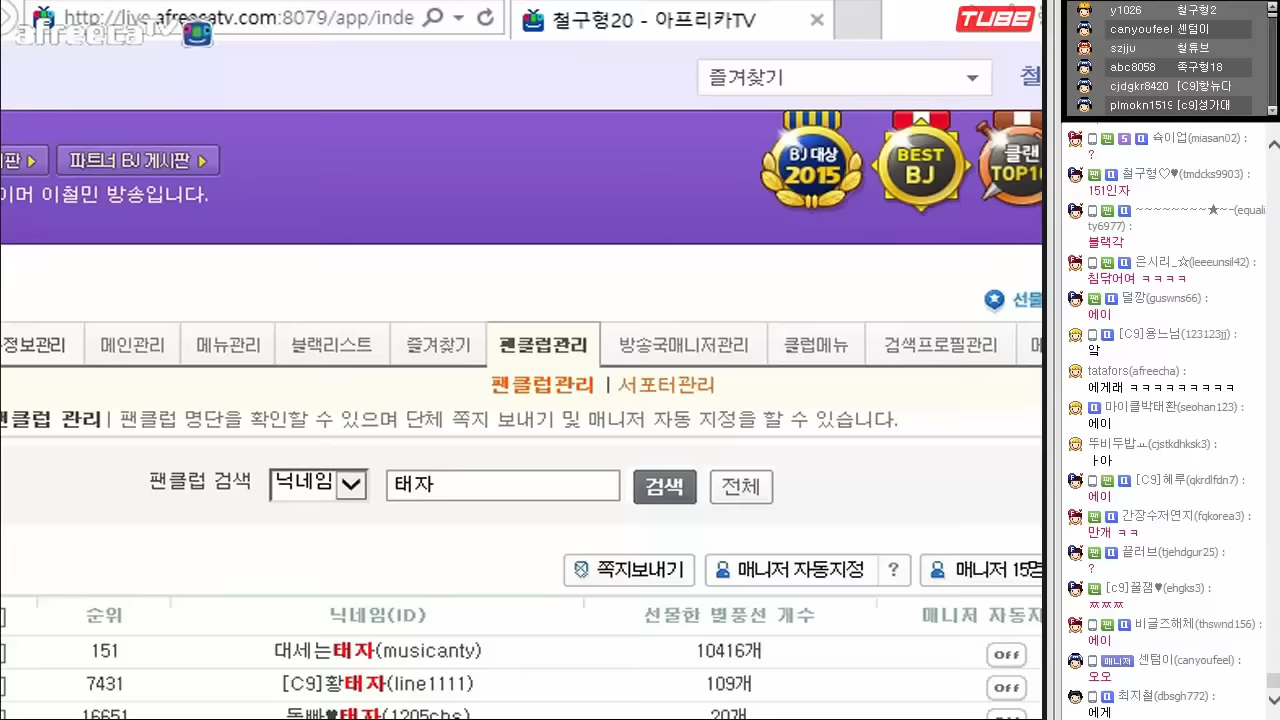 http://live.afreecatv.com:8079/app/inde
철구형20 - 아프리카TV
afreecaTV
TUBE
즐겨찾기
철
파트너 BJ 게시판
이머 이철민 방송입니다.
BJ 대상
2015
BEST
BJ
클랜
선물
정보관리
메인관리
메뉴관리
블랙리스트
즐겨찾기
팬클럽관리
방송국매니저관리
클럽메뉴
검색프로필관리
팬클럽관리 | 서포터관리
팬클럽 관리 | 팬클럽 명단을 확인할 수 있으며 단체 쪽지 보내기 및 매니저 자동 지정을 할 수 있습니다.
팬클럽 검색 닉네임 태자 검색 전체
쪽지보내기 매니저 자동지정 ? 매니저 15명
순위 닉네임(ID) 선물한 별풍선 개수 매니저 자동지
151 대세는태자(musicanty) 10416개 Off
7431 [C9]황태자(line1111) 109개 Off
16651 태자(1205cbs) 20개
y1026 철구형2
canyoufeel 센텀이
szjju 철튜브
abc8058 족구형18
cjdgkr8420 [C9]항뉴다
plmokn1519 [c9]성가대
숙이업(miasan02) :
?
철구형♡♥(tmdcks9903) :
151인자
~~~~~~~~★~-(equali
ty6977) :
블랙각
은시리_☆(leeeunsil42) :
침닦어여 ㅋㅋㅋㅋ
덜깡(guswns66) :
에이
[C9]용느님(123123jj) :
앜
tatafors(afreecha) :
에게래 ㅋㅋㅋㅋㅋㅋㅋㅋ
마이클박태환(seohan123) :
에이
뚜비두밥ㅛ(cjstkdhksk3) :
ㅏ아
[C9]혜루(qkrdlfdn7) :
에이
간장수저연지(fqkorea3) :
만개 ㅋㅋ
끝러브(tjehdgur25) :
?
[c9]꿀잼♥(ehgks3) :
ㅉㅉㅉ
비글즈해체(thswnd156) :
에이
매니저 센텀이(canyoufeel) :
오오
최지철(dbsgh772) :
에게